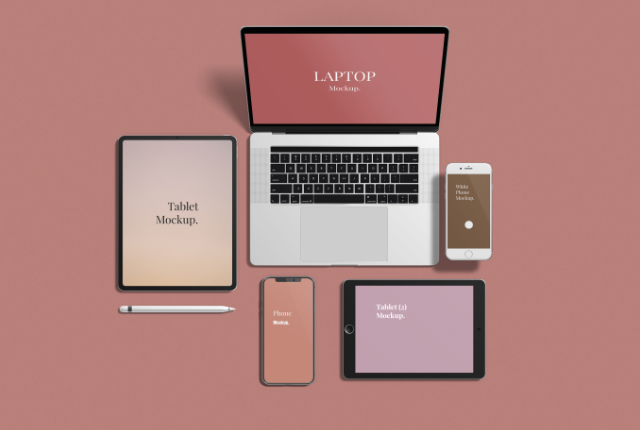 LAPTOP
Mockup.
Tablet
Mockup.
White
Phone
Mockup
Phone
Mockup.
Tablet (2)
Mockup.